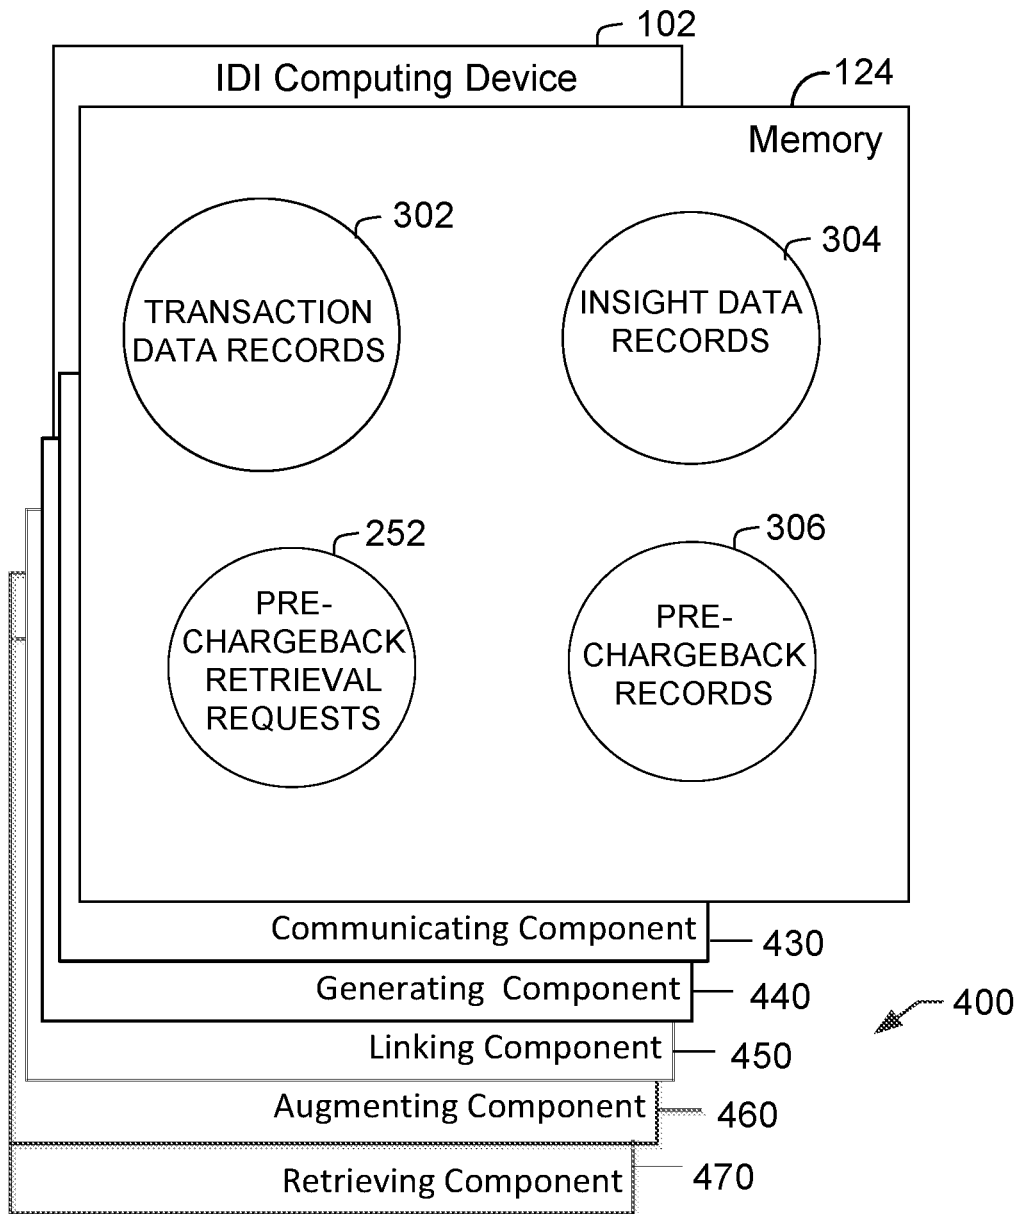 102
IDI Computing Device
124
Memory
302
TRANSACTION
DATA RECORDS
304
INSIGHT DATA
RECORDS
252
PRE-
CHARGEBACK
RETRIEVAL
REQUESTS
306
PRE-
CHARGEBACK
RECORDS
Communicating Component
430
Generating Component
440
400
Linking Component
450
Augmenting Component
460
Retrieving Component
470